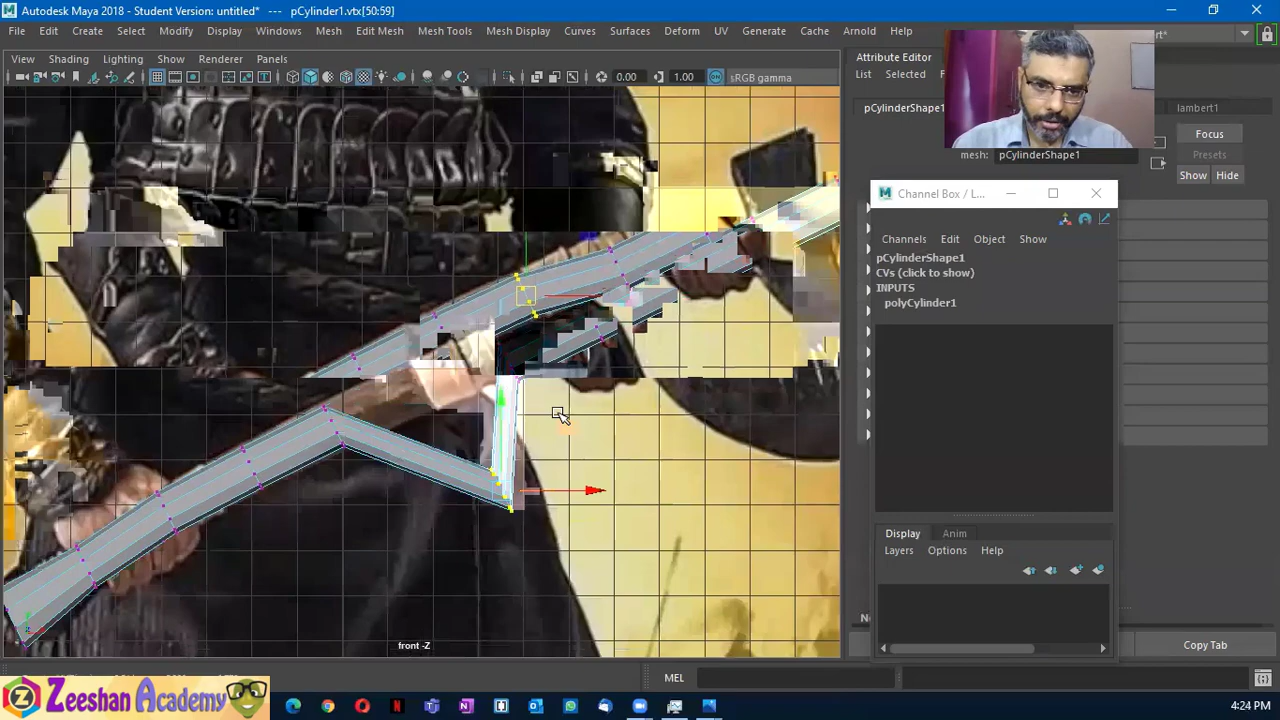 Autodesk Maya 2018 - Student Version: untitled* --- pCylinder1.vtx[50:59]
File Edit Create Select Modify Display Windows Mesh Edit Mesh Mesh Tools Mesh Display Curves Surfaces Deform UV Generate Cache Arnold Help
View Shading Lighting Show Renderer Panels
0.00 1.00 ON sRGB gamma
Attribute Editor
List Selected
pCylinderShape1 lambert1
Focus
Presets
mesh: pCylinderShape1
Show Hide
Channel Box / L...
Channels Edit Object Show
pCylinderShape1
CVs (click to show)
INPUTS
polyCylinder1
Display Anim
Layers Options Help
front -Z
Copy Tab
MEL
Zeeshan Academy
4:24 PM